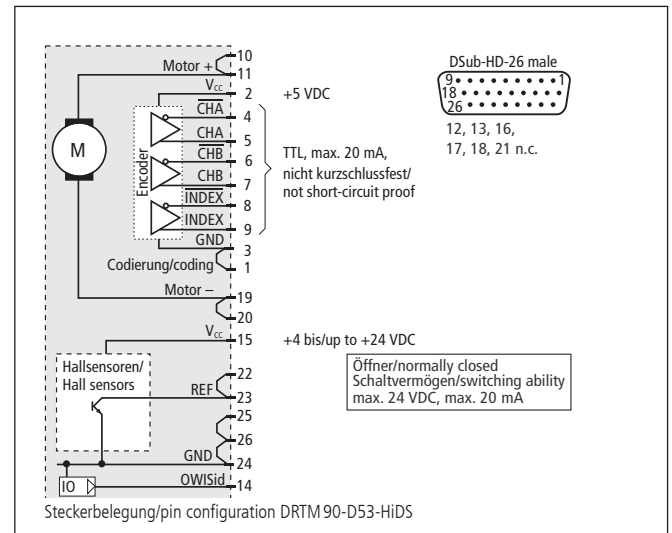 10
Motor +
11
DSub-HD-26 male
9 1
18
26
12, 13, 16,
17, 18, 21 n.c.
Vcc
2 +5 VDC
CHA
4
CHA
5
CHB
6
CHB
7
INDEX
8
INDEX
9
GND
3
Codierung/coding
1
Encoder
TTL, max. 20 mA,
nicht kurzschlussfest/
not short-circuit proof
M
Motor –
19
20
Vcc
15 +4 bis/up to +24 VDC
Öffner/normally closed
Schaltvermögen/switching ability
max. 24 VDC, max. 20 mA
Hallsensoren/
Hall sensors
22
REF
23
25
26
GND
24
OWISid
14
IO
Steckerbelegung/pin configuration DRTM 90-D53-HiDS